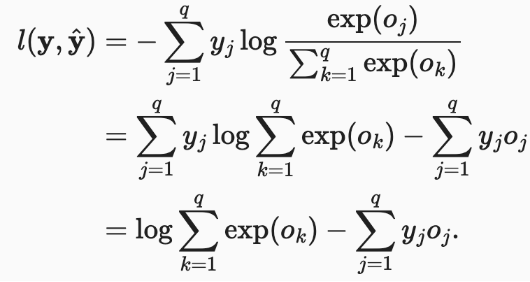 l(𝐲, 𝐲̂) = − ∑_{j=1}^{q} y_j log exp(o_j) / ∑_{k=1}^{q} exp(o_k)
= ∑_{j=1}^{q} y_j log ∑_{k=1}^{q} exp(o_k) − ∑_{j=1}^{q} y_j o_j
= log ∑_{k=1}^{q} exp(o_k) − ∑_{j=1}^{q} y_j o_j.